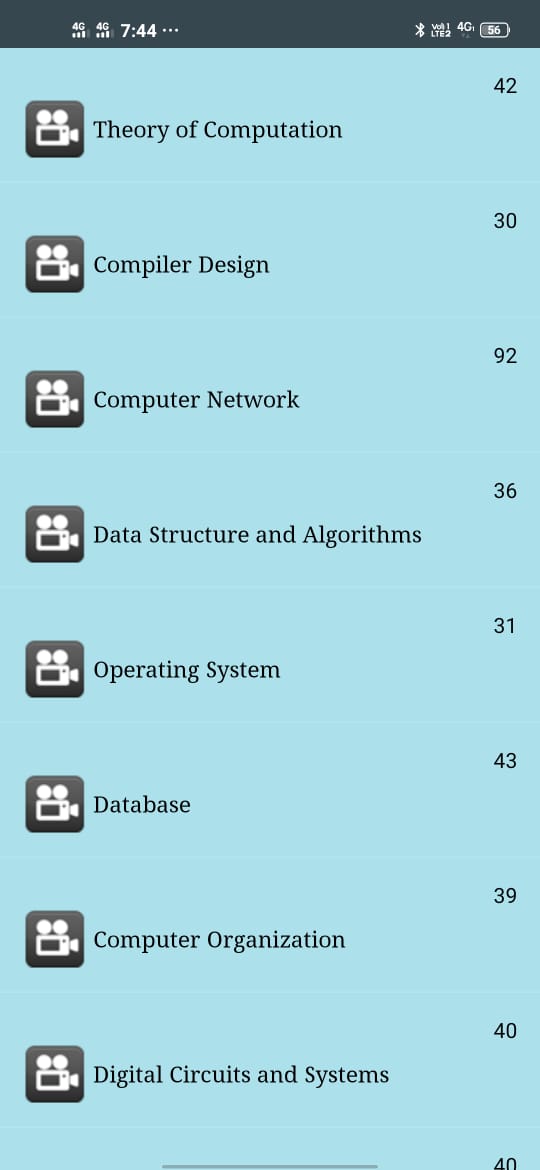 4G 4G 7:44 ··· Vo)) 1 LTE2 4G 56
42
Theory of Computation
30
Compiler Design
92
Computer Network
36
Data Structure and Algorithms
31
Operating System
43
Database
39
Computer Organization
40
Digital Circuits and Systems
40